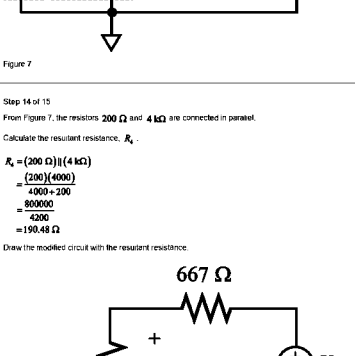 Figure 7
Step 14 of 15
From Figure 7, the resistors 200 Ω and 4 kΩ are connected in parallel.
Calculate the resultant resistance, R₄ .
R₄ = (200 Ω)||(4 kΩ)
= (200)(4000)
4000+200
= 800000
4200
= 190.48 Ω
Draw the modified circuit with the resultant resistance.
667 Ω
+